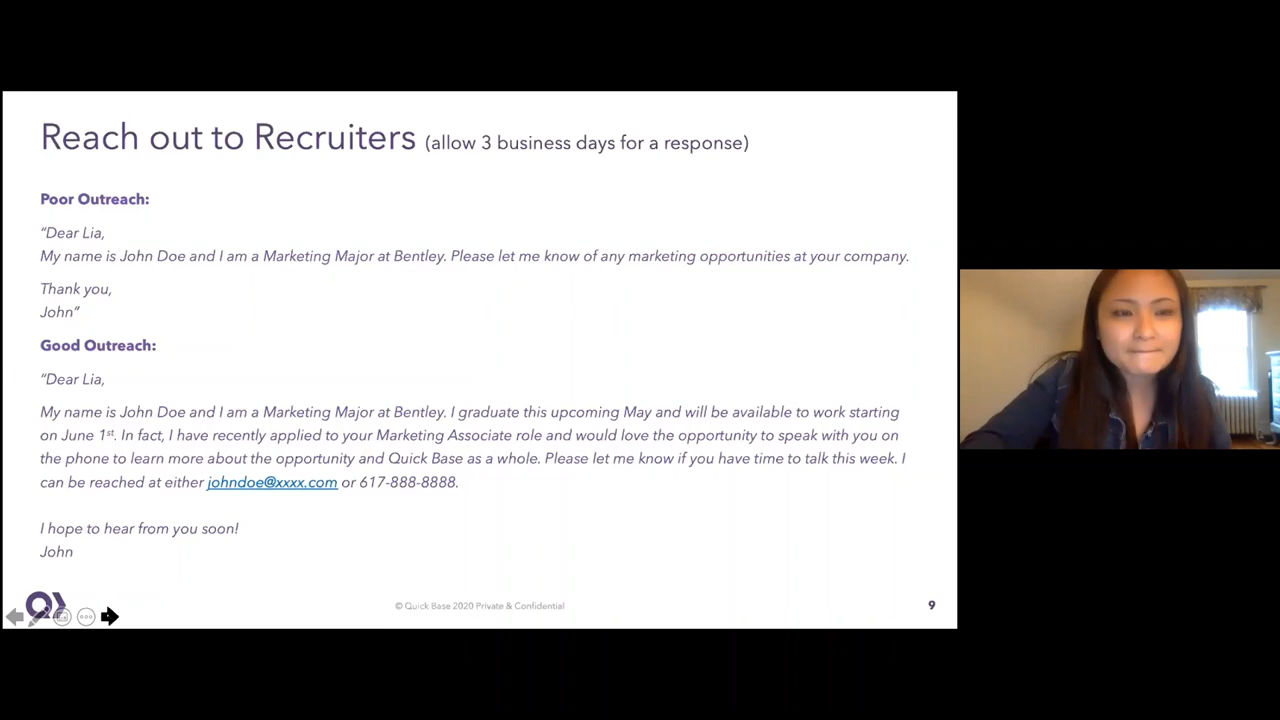 Reach out to Recruiters (allow 3 business days for a response)
Poor Outreach:
“Dear Lia,
My name is John Doe and I am a Marketing Major at Bentley. Please let me know of any marketing opportunities at your company.
Thank you,
John”
Good Outreach:
“Dear Lia,
My name is John Doe and I am a Marketing Major at Bentley. I graduate this upcoming May and will be available to work starting
on June 1st. In fact, I have recently applied to your Marketing Associate role and would love the opportunity to speak with you on
the phone to learn more about the opportunity and Quick Base as a whole. Please let me know if you have time to talk this week. I
can be reached at either johndoe@xxxx.com or 617-888-8888.
I hope to hear from you soon!
John
© Quick Base 2020 Private & Confidential
9